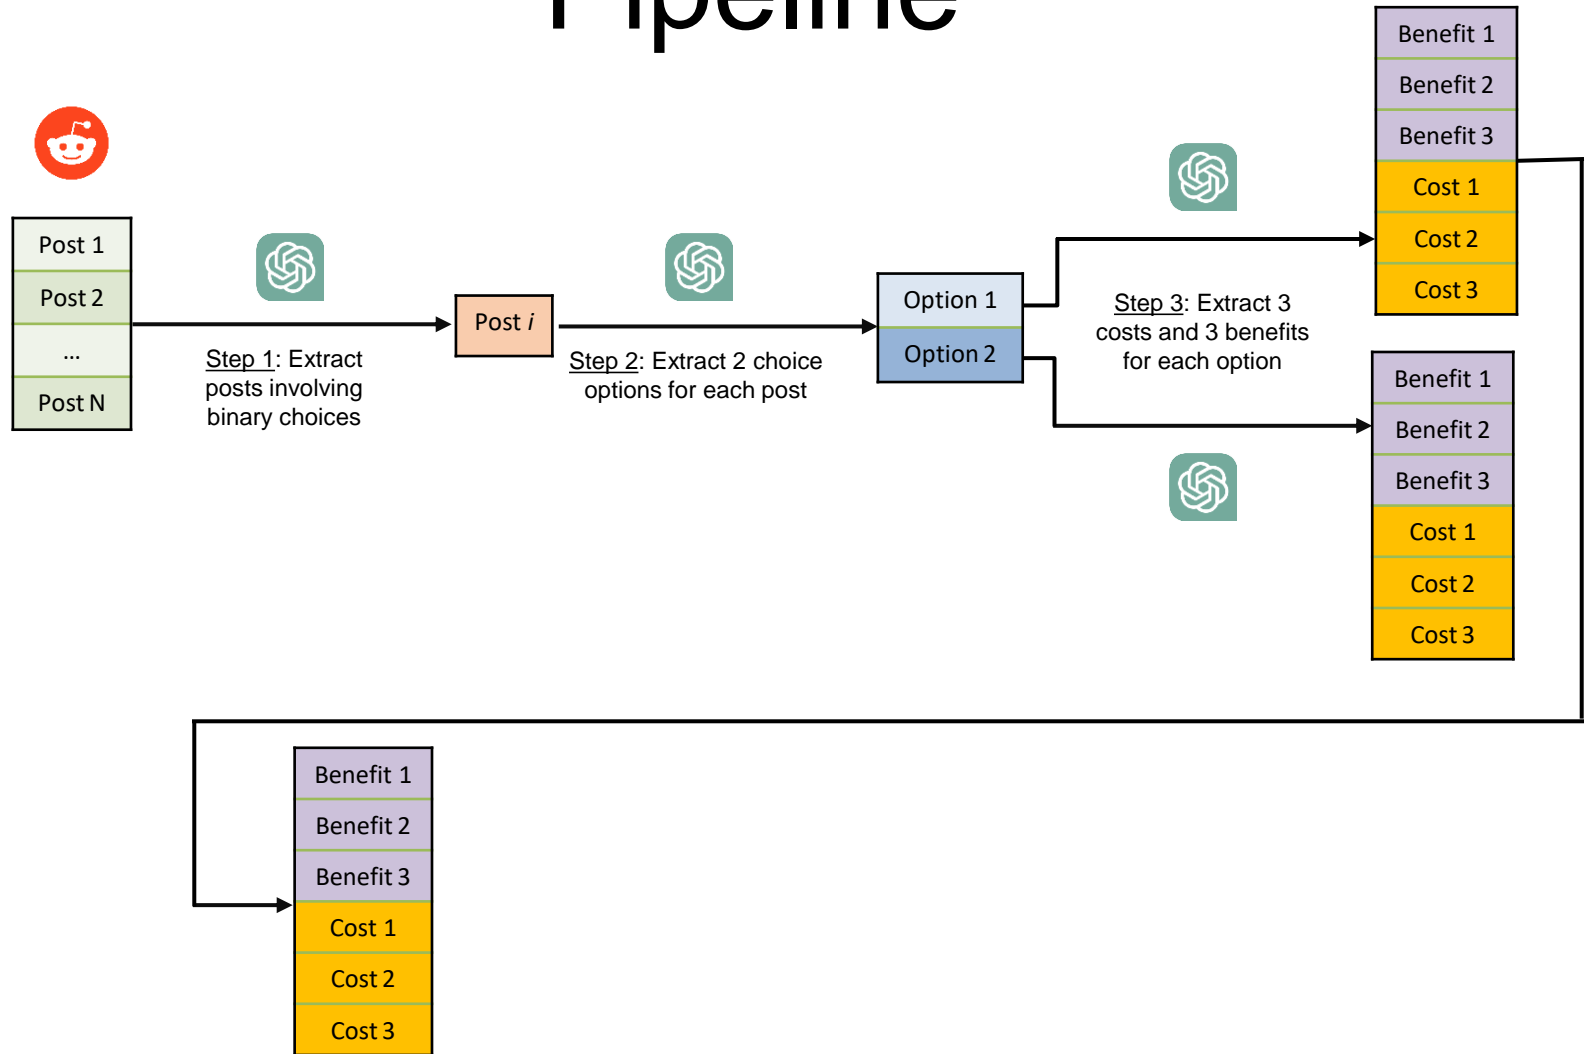 Pipeline
Post 1
Post 2
...
Post N
Step 1: Extract
posts involving
binary choices
Post i
Step 2: Extract 2 choice
options for each post
Option 1
Option 2
Step 3: Extract 3
costs and 3 benefits
for each option
Benefit 1
Benefit 2
Benefit 3
Cost 1
Cost 2
Cost 3
Benefit 1
Benefit 2
Benefit 3
Cost 1
Cost 2
Cost 3
Benefit 1
Benefit 2
Benefit 3
Cost 1
Cost 2
Cost 3